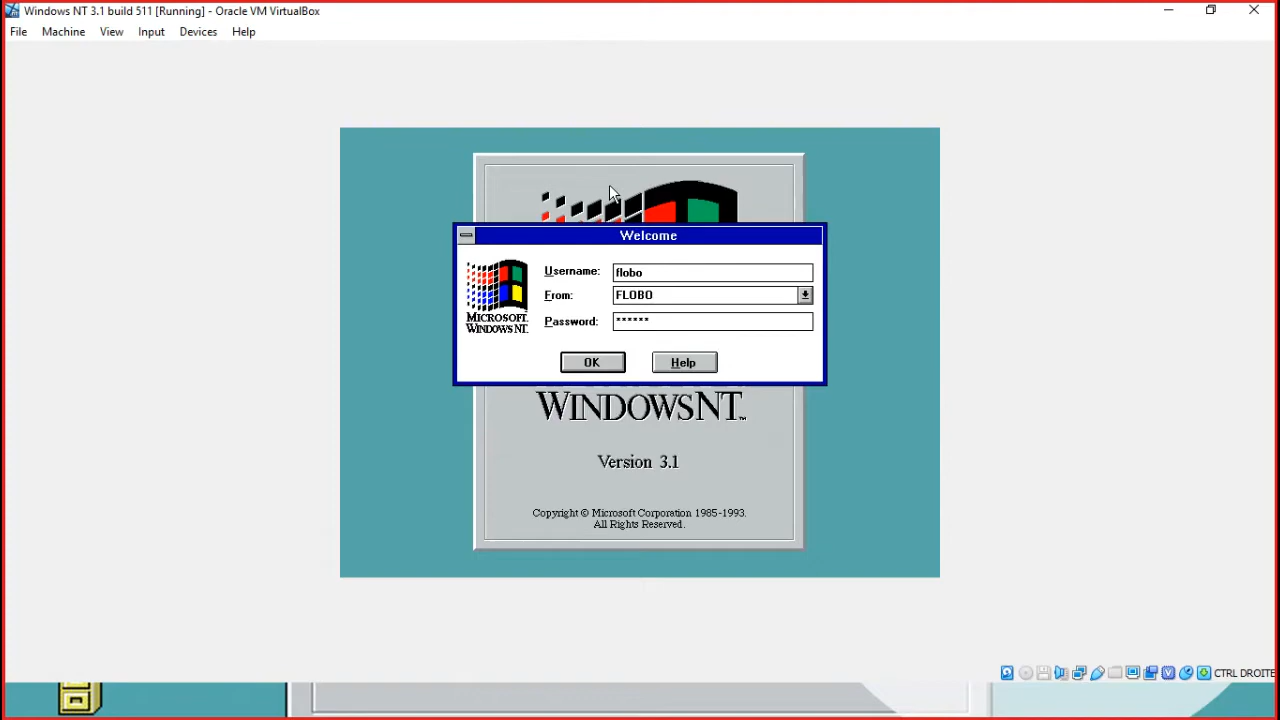 Windows NT 3.1 build 511 [Running] - Oracle VM VirtualBox
File Machine View Input Devices Help
Welcome
Username: flobo
From: FLOBO
Password: ******
MICROSOFT.
WINDOWS NT.
OK Help
WINDOWS NT™
Version 3.1
Copyright © Microsoft Corporation 1985-1993.
All Rights Reserved.
CTRL DROITE